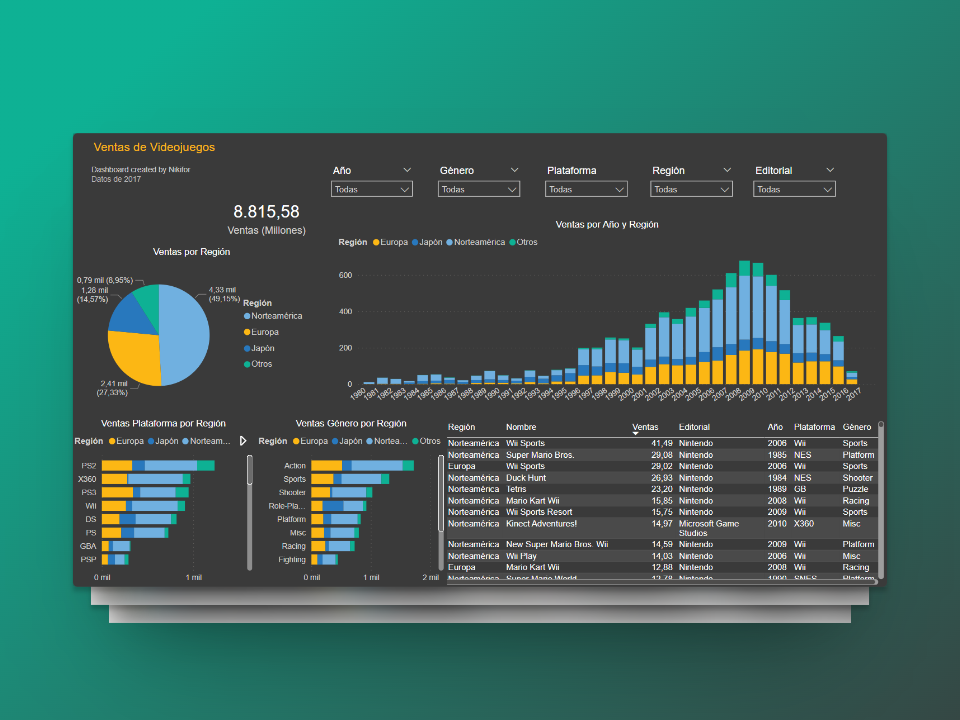 Ventas de Videojuegos
Dashboard created by Nikifor
Datos de 2017
Año
Género
Plataforma
Región
Editorial
Todas
Todas
Todas
Todas
Todas
8.815,58
Ventas (Millones)
Ventas por Región
0,79 mil (8,95%)
1,28 mil
(14,57%)
4,33 mil
(49,15%)
2,41 mil
(27,33%)
Región
Norteamérica
Europa
Japón
Otros
Ventas por Año y Región
Región Europa Japón Norteamérica Otros
600
400
200
0
1980 1981 1982 1983 1984 1985 1986 1987 1988 1989 1990 1991 1992 1993 1994 1995 1996 1997 1998 1999 2000 2001 2002 2003 2004 2005 2006 2007 2008 2009 2010 2011 2012 2013 2014 2015 2016 2017
Ventas Plataforma por Región
Región Europa Japón Norteam...
PS2
X360
PS3
WII
DS
PS
GBA
PSP
0 mil 1 mil
Ventas Género por Región
Región Europa Japón Nortea... Otros
Action
Sports
Shooter
Role-Pla...
Platform
Misc
Racing
Fighting
0 mil 1 mil 2 mil
Región Nombre Ventas Editorial Año Plataforma Género
Norteamérica Wii Sports 41,49 Nintendo 2006 Wii Sports
Norteamérica Super Mario Bros. 29,08 Nintendo 1985 NES Platform
Europa Wii Sports 29,02 Nintendo 2006 Wii Sports
Norteamérica Duck Hunt 26,93 Nintendo 1984 NES Shooter
Norteamérica Tetris 23,20 Nintendo 1989 GB Puzzle
Norteamérica Mario Kart Wii 15,85 Nintendo 2008 Wii Racing
Norteamérica Wii Sports Resort 15,75 Nintendo 2009 Wii Sports
Norteamérica Kinect Adventures! 14,97 Microsoft Game Studios 2010 X360 Misc
Norteamérica New Super Mario Bros. Wii 14,59 Nintendo 2009 Wii Platform
Norteamérica Wii Play 14,03 Nintendo 2006 Wii Misc
Europa Mario Kart Wii 12,88 Nintendo 2008 Wii Racing
Norteamérica Super Mario World 12,78 Nintendo 1990 SNES Platform